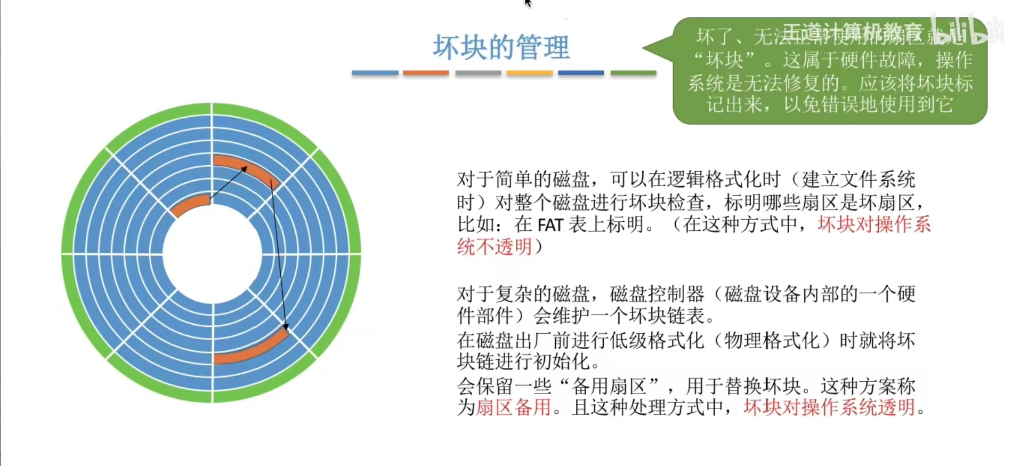 坏块的管理
王道计算机教育
bilibili
坏了、无法正常使用的扇区就是
“坏块”。这属于硬件故障，操作
系统是无法修复的。应该将坏块标
记出来，以免错误地使用到它
对于简单的磁盘，可以在逻辑格式化时（建立文件系统
时）对整个磁盘进行坏块检查，标明哪些扇区是坏扇区，
比如：在 FAT 表上标明。（在这种方式中，坏块对操作系
统不透明）
对于复杂的磁盘，磁盘控制器（磁盘设备内部的一个硬
件部件）会维护一个坏块链表。
在磁盘出厂前进行低级格式化（物理格式化）时就将坏
块链进行初始化。
会保留一些“备用扇区”，用于替换坏块。这种方案称
为扇区备用。且这种处理方式中，坏块对操作系统透明。